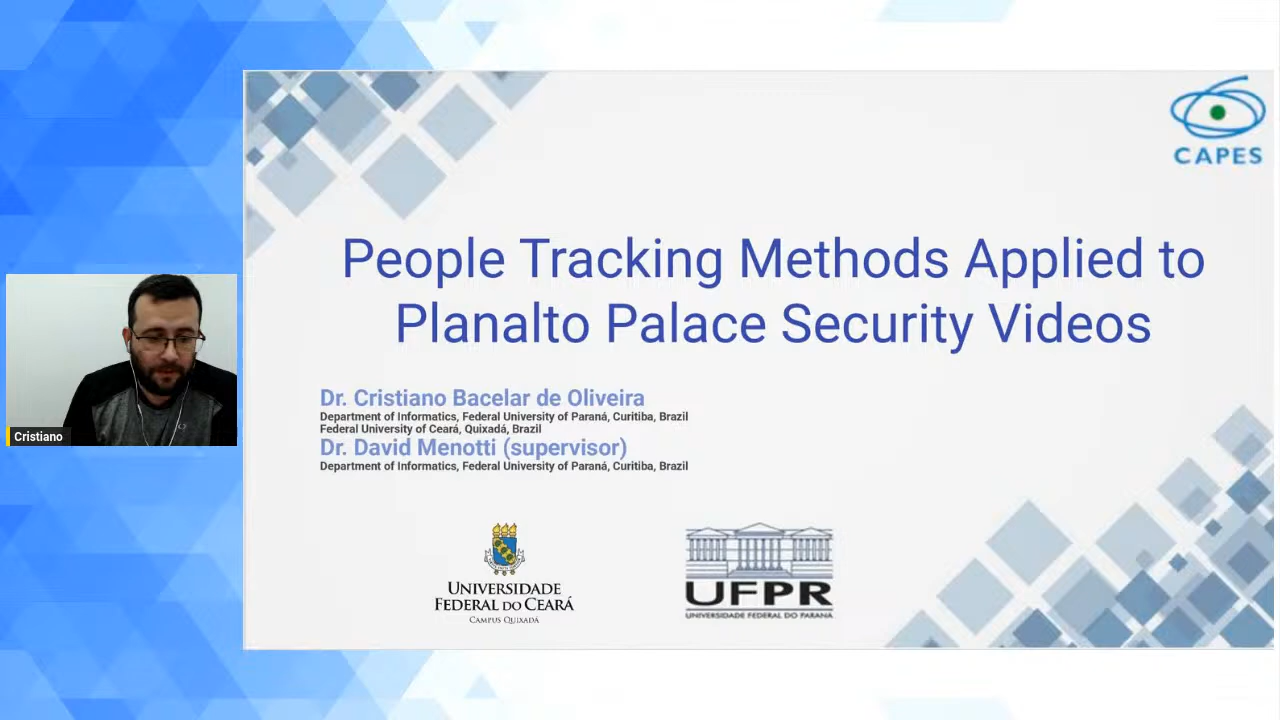 CAPES
People Tracking Methods Applied to
Planalto Palace Security Videos
Dr. Cristiano Bacelar de Oliveira
Department of Informatics, Federal University of Paraná, Curitiba, Brazil
Federal University of Ceará, Quixadá, Brazil
Dr. David Menotti (supervisor)
Department of Informatics, Federal University of Paraná, Curitiba, Brazil
Cristiano
UNIVERSIDADE
FEDERAL DO CEARÁ
CAMPUS QUIXADÁ
UFPR
UNIVERSIDADE FEDERAL DO PARANÁ